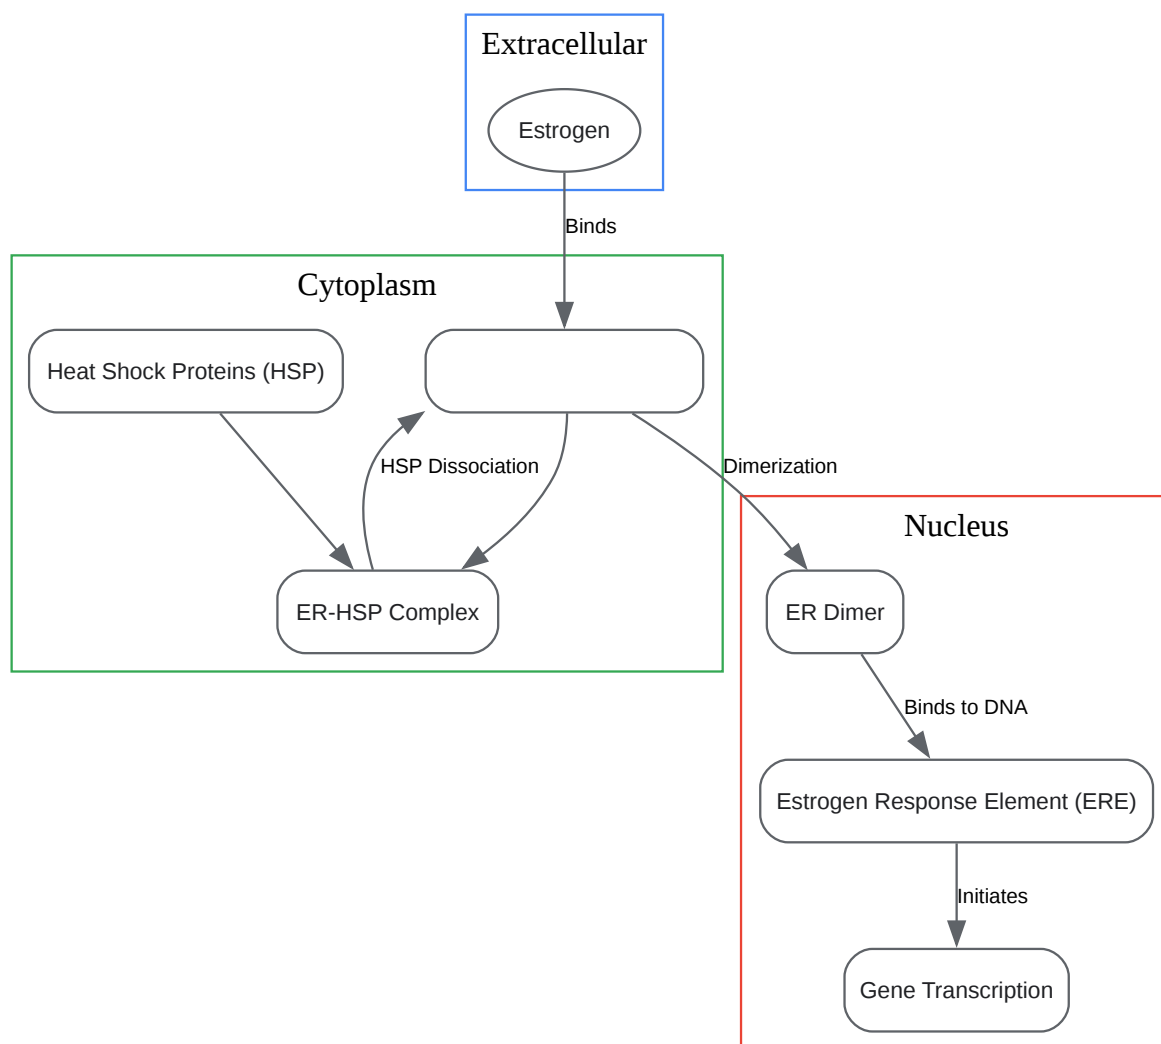 Extracellular
Estrogen
Binds
Cytoplasm
Heat Shock Proteins (HSP)
HSP Dissociation
Dimerization
Nucleus
ER-HSP Complex
ER Dimer
Binds to DNA
Estrogen Response Element (ERE)
Initiates
Gene Transcription